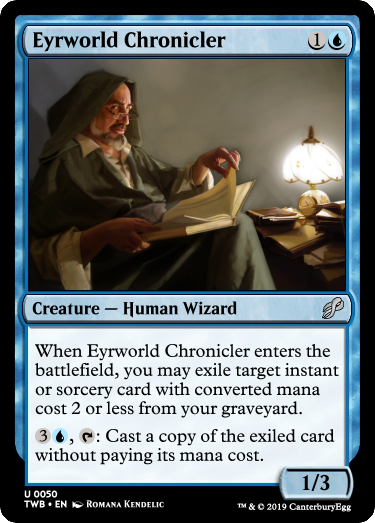 Eyrworld Chronicler 1
Creature — Human Wizard
When Eyrworld Chronicler enters the
battlefield, you may exile target instant
or sorcery card with converted mana
cost 2 or less from your graveyard.
3 , : Cast a copy of the exiled card
without paying its mana cost.
1/3
U 0050
TWB • EN Romana Kendelic
™ & © 2019 CanterburyEgg